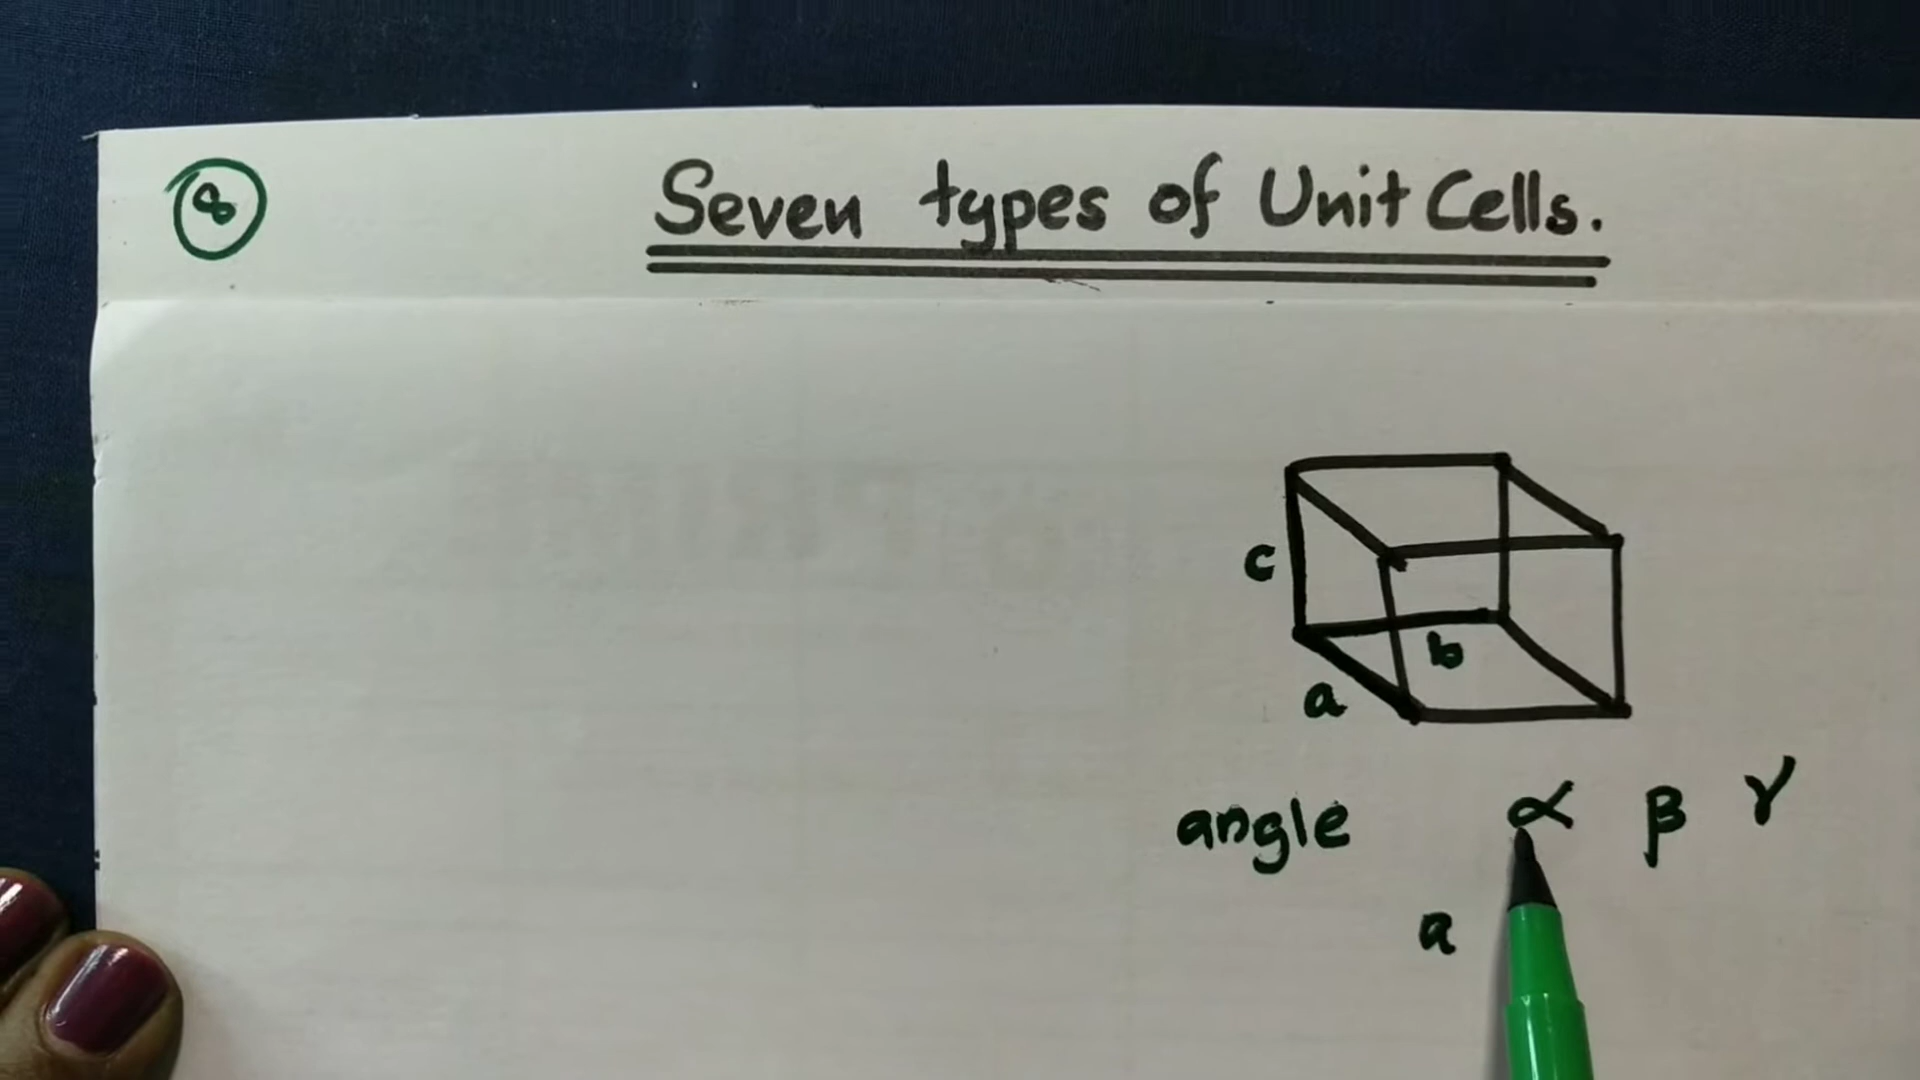 8
Seven types of Unit Cells.
c
b
a
angle α β γ
a